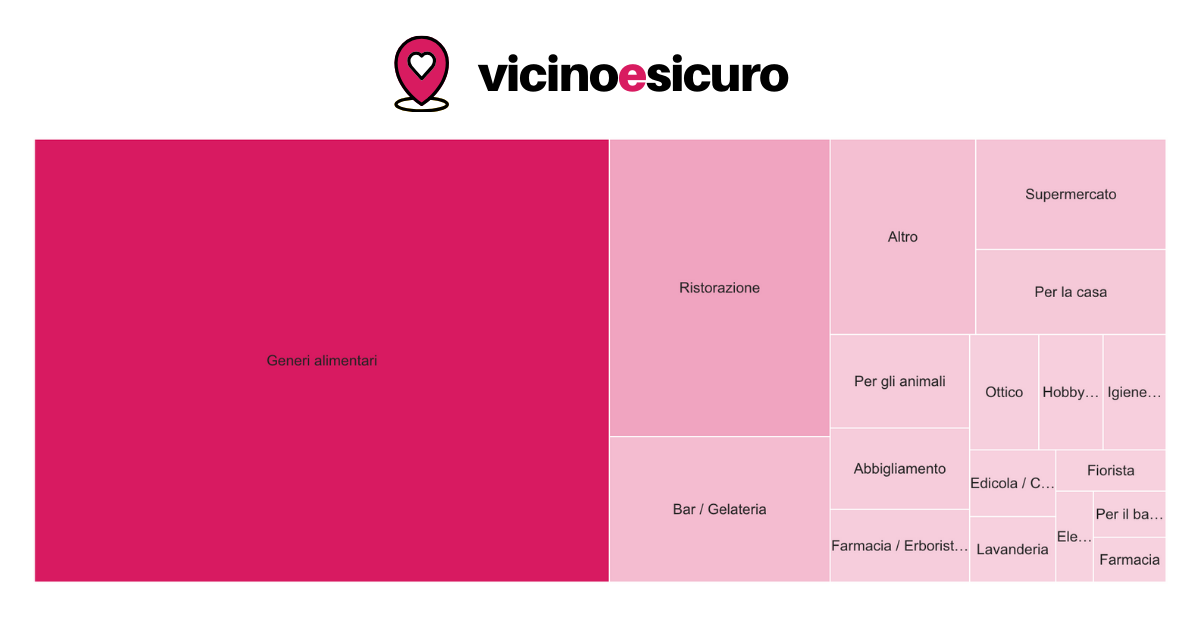 vicinoesicuro
Generi alimentari
Ristorazione
Bar / Gelateria
Altro
Supermercato
Per la casa
Per gli animali
Abbigliamento
Farmacia / Erborist…
Ottico
Hobby…
Igiene…
Edicola / C…
Lavanderia
Fiorista
Ele…
Per il ba…
Farmacia